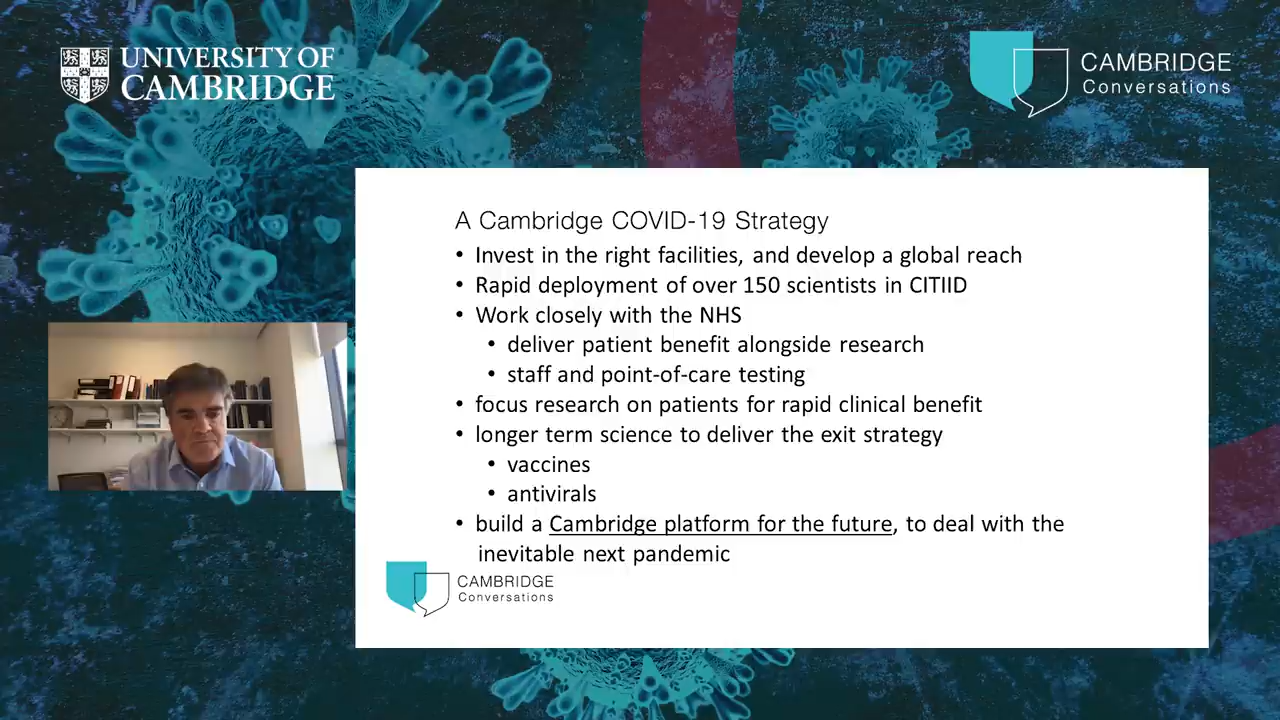 UNIVERSITY OF
CAMBRIDGE
CAMBRIDGE
Conversations
A Cambridge COVID-19 Strategy
• Invest in the right facilities, and develop a global reach
• Rapid deployment of over 150 scientists in CITIID
• Work closely with the NHS
• deliver patient benefit alongside research
• staff and point-of-care testing
• focus research on patients for rapid clinical benefit
• longer term science to deliver the exit strategy
• vaccines
• antivirals
• build a Cambridge platform for the future, to deal with the
inevitable next pandemic
CAMBRIDGE
Conversations